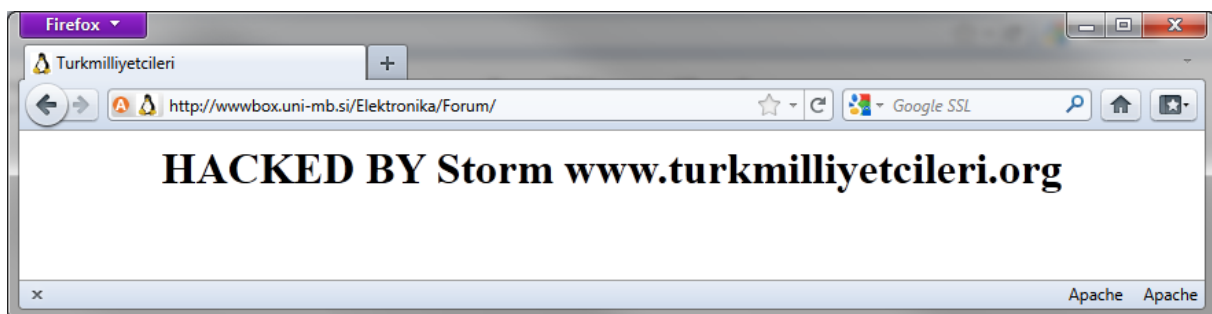 Firefox
Turkmilliyetcileri
http://wwwbox.uni-mb.si/Elektronika/Forum/ Google SSL
HACKED BY Storm www.turkmilliyetcileri.org
x Apache Apache